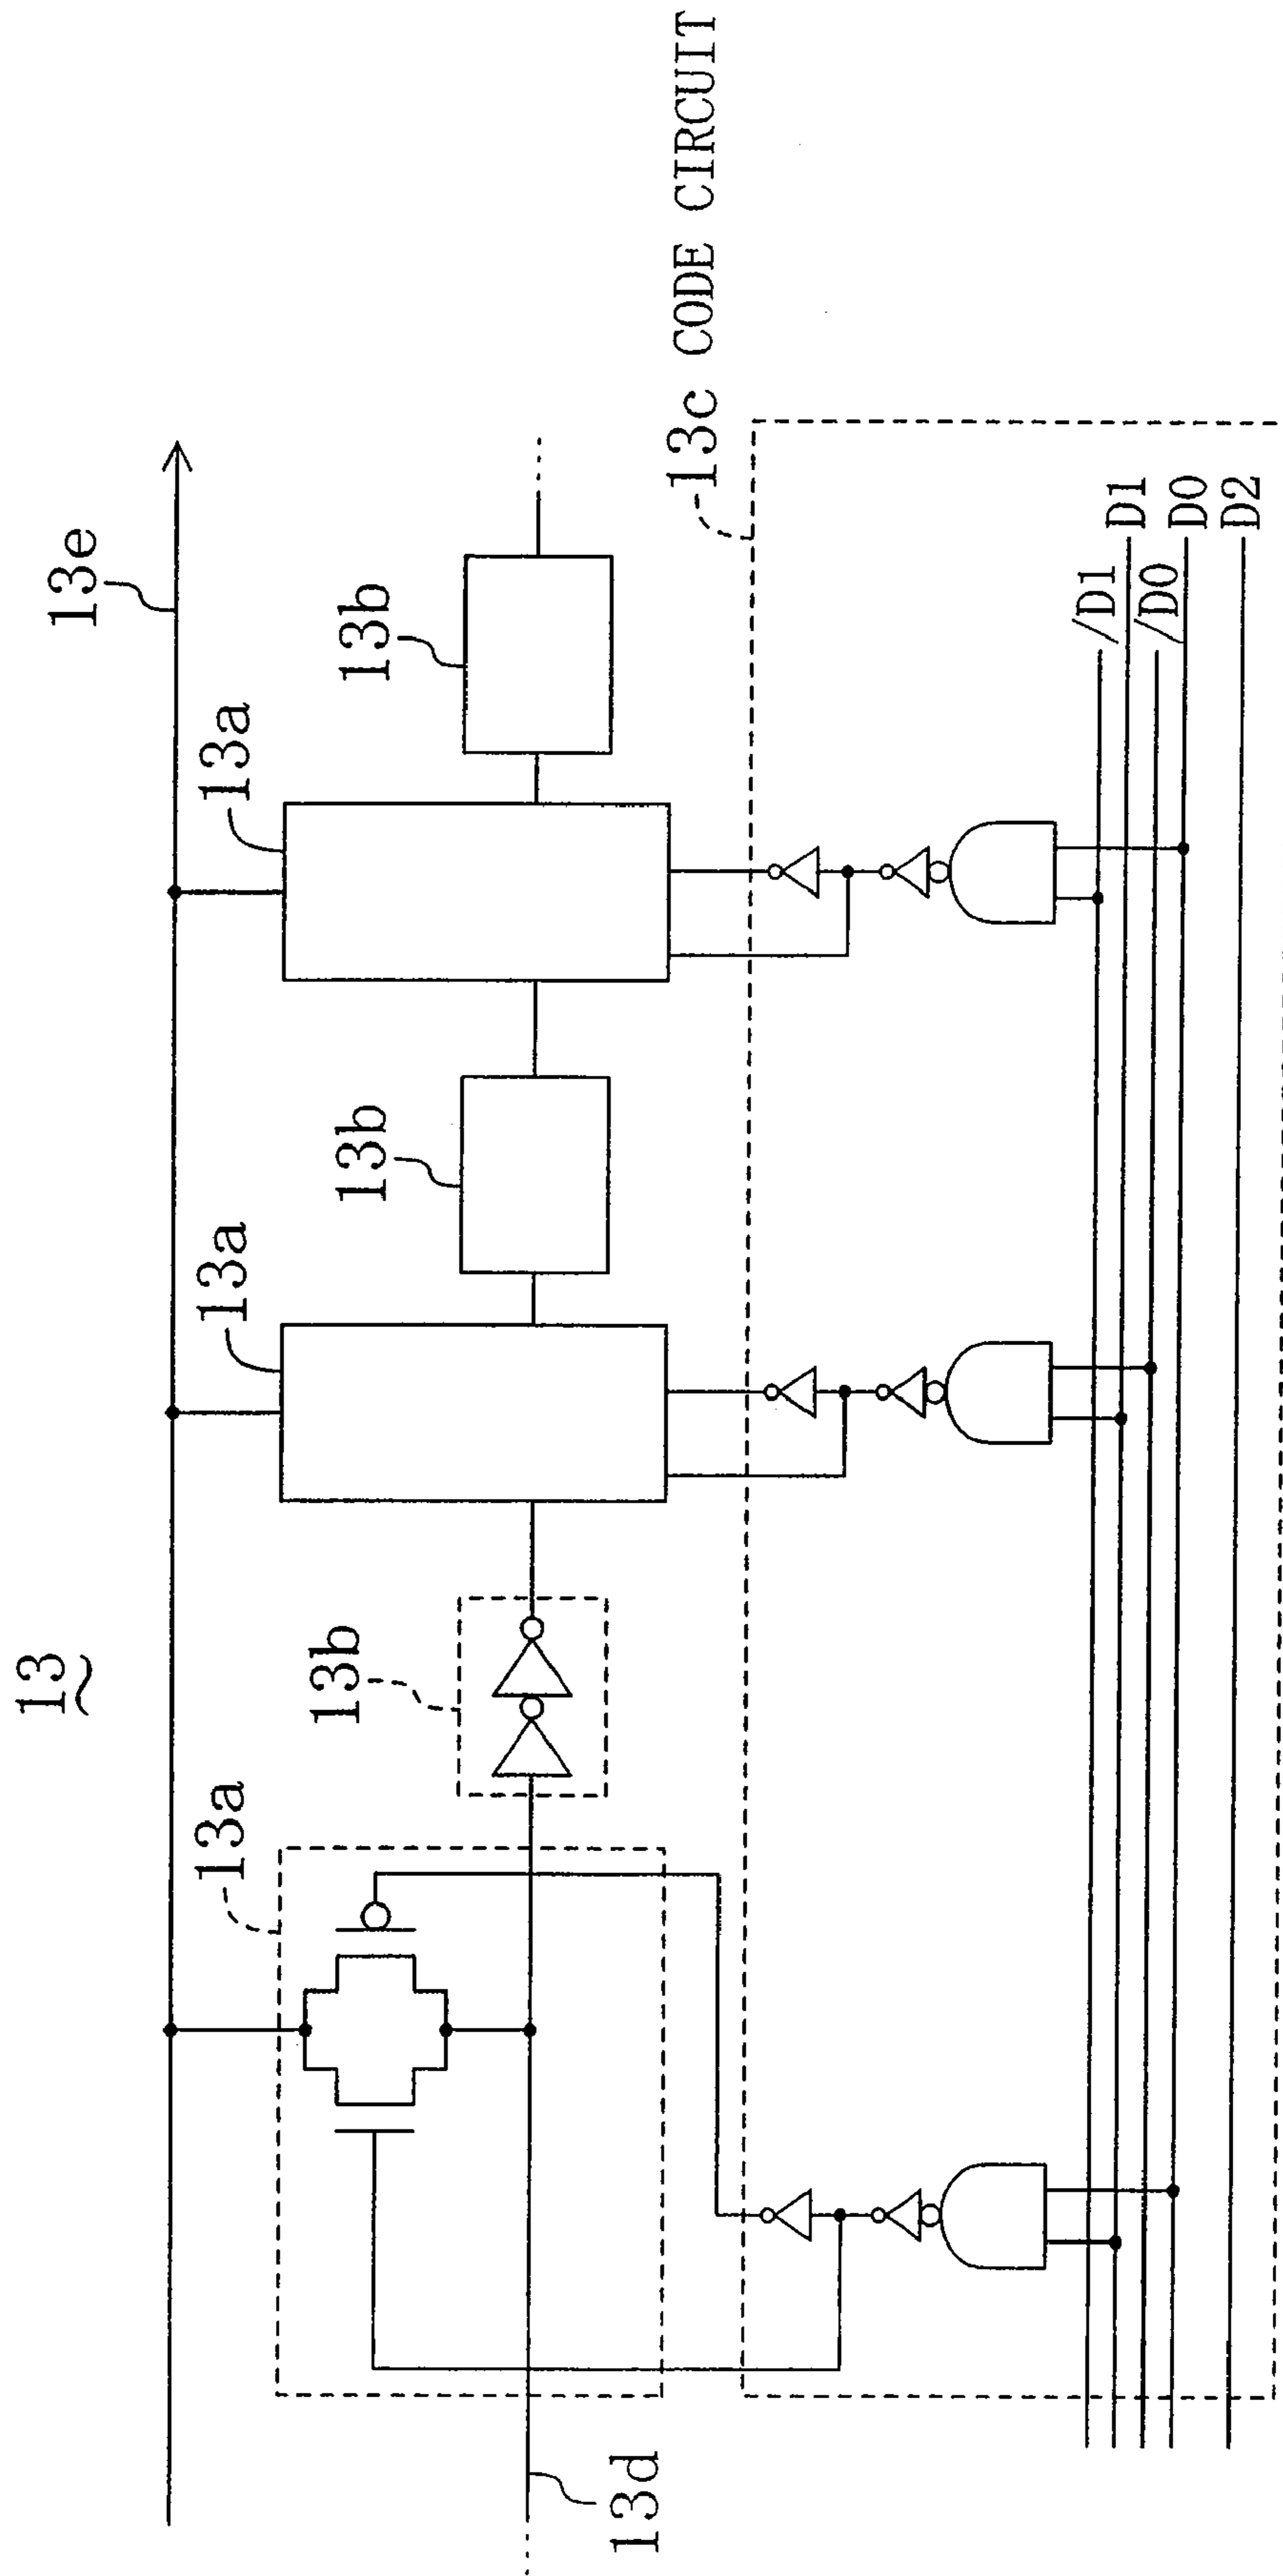 13
13e
13a
13a
13a
13b
13b
13b
13c CODE CIRCUIT
13d
/D1
D1
/D0
D0
D2